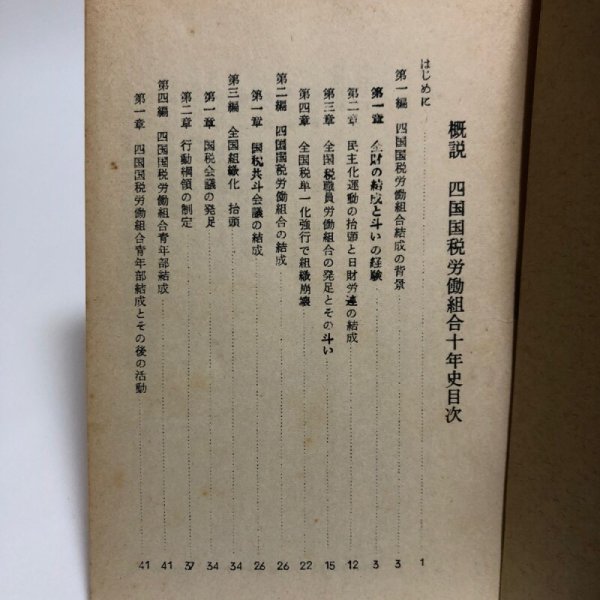 概説 四国国税労働組合十年史目次
はじめに……1
第一編 四国国税労働組合結成の背景……3
第一章 全財の結成と斗いの経験……3
第二章 民主化運動の抬頭と日財労連の結成……12
第三章 全国税職員労働組合の発足とその斗い……15
第四章 全国税単一化強行で組織崩壊……22
第二編 四国国税労働組合の結成……26
第一章 国税共斗会議の結成……26
第三編 全国組織化 抬頭……34
第一章 国税会議の発足……34
第二章 行動綱領の制定……37
第四編 四国国税労働組合青年部結成……41
第一章 四国国税労働組合青年部結成とその後の活動……41